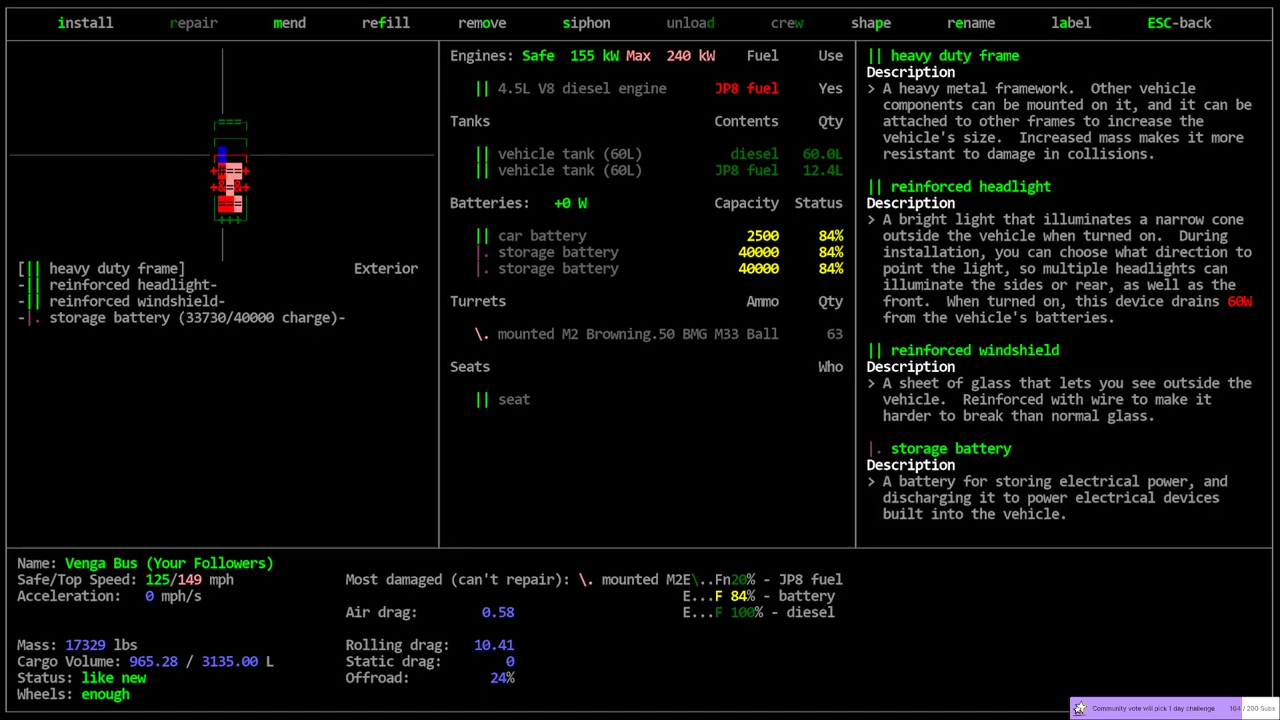 install repair mend refill remove siphon unload crew shape rename label ESC-back
[|| heavy duty frame] Exterior
-|| reinforced headlight-
-|| reinforced windshield-
-|. storage battery (33730/40000 charge)-
Engines: Safe 155 kW Max 240 kW Fuel Use
|| 4.5L V8 diesel engine JP8 fuel Yes
Tanks Contents Qty
|| vehicle tank (60L) diesel 60.0L
|| vehicle tank (60L) JP8 fuel 12.4L
Batteries: +0 W Capacity Status
|| car battery 2500 84%
|. storage battery 40000 84%
|. storage battery 40000 84%
Turrets Ammo Qty
\. mounted M2 Browning.50 BMG M33 Ball 63
Seats Who
|| seat
|| heavy duty frame
Description
> A heavy metal framework. Other vehicle
components can be mounted on it, and it can be
attached to other frames to increase the
vehicle's size. Increased mass makes it more
resistant to damage in collisions.
|| reinforced headlight
Description
> A bright light that illuminates a narrow cone
outside the vehicle when turned on. During
installation, you can choose what direction to
point the light, so multiple headlights can
illuminate the sides or rear, as well as the
front. When turned on, this device drains 60W
from the vehicle's batteries.
|| reinforced windshield
Description
> A sheet of glass that lets you see outside the
vehicle. Reinforced with wire to make it
harder to break than normal glass.
|. storage battery
Description
> A battery for storing electrical power, and
discharging it to power electrical devices
built into the vehicle.
Name: Venga Bus (Your Followers)
Safe/Top Speed: 125/149 mph
Acceleration: 0 mph/s
Mass: 17329 lbs
Cargo Volume: 965.28 / 3135.00 L
Status: like new
Wheels: enough
Most damaged (can't repair): \. mounted M2E\..Fn20% - JP8 fuel
E...F 84% - battery
Air drag: 0.58 E...F 100% - diesel
Rolling drag: 10.41
Static drag: 0
Offroad: 24%
Community vote will pick 1 day challenge 164 / 200 Subs